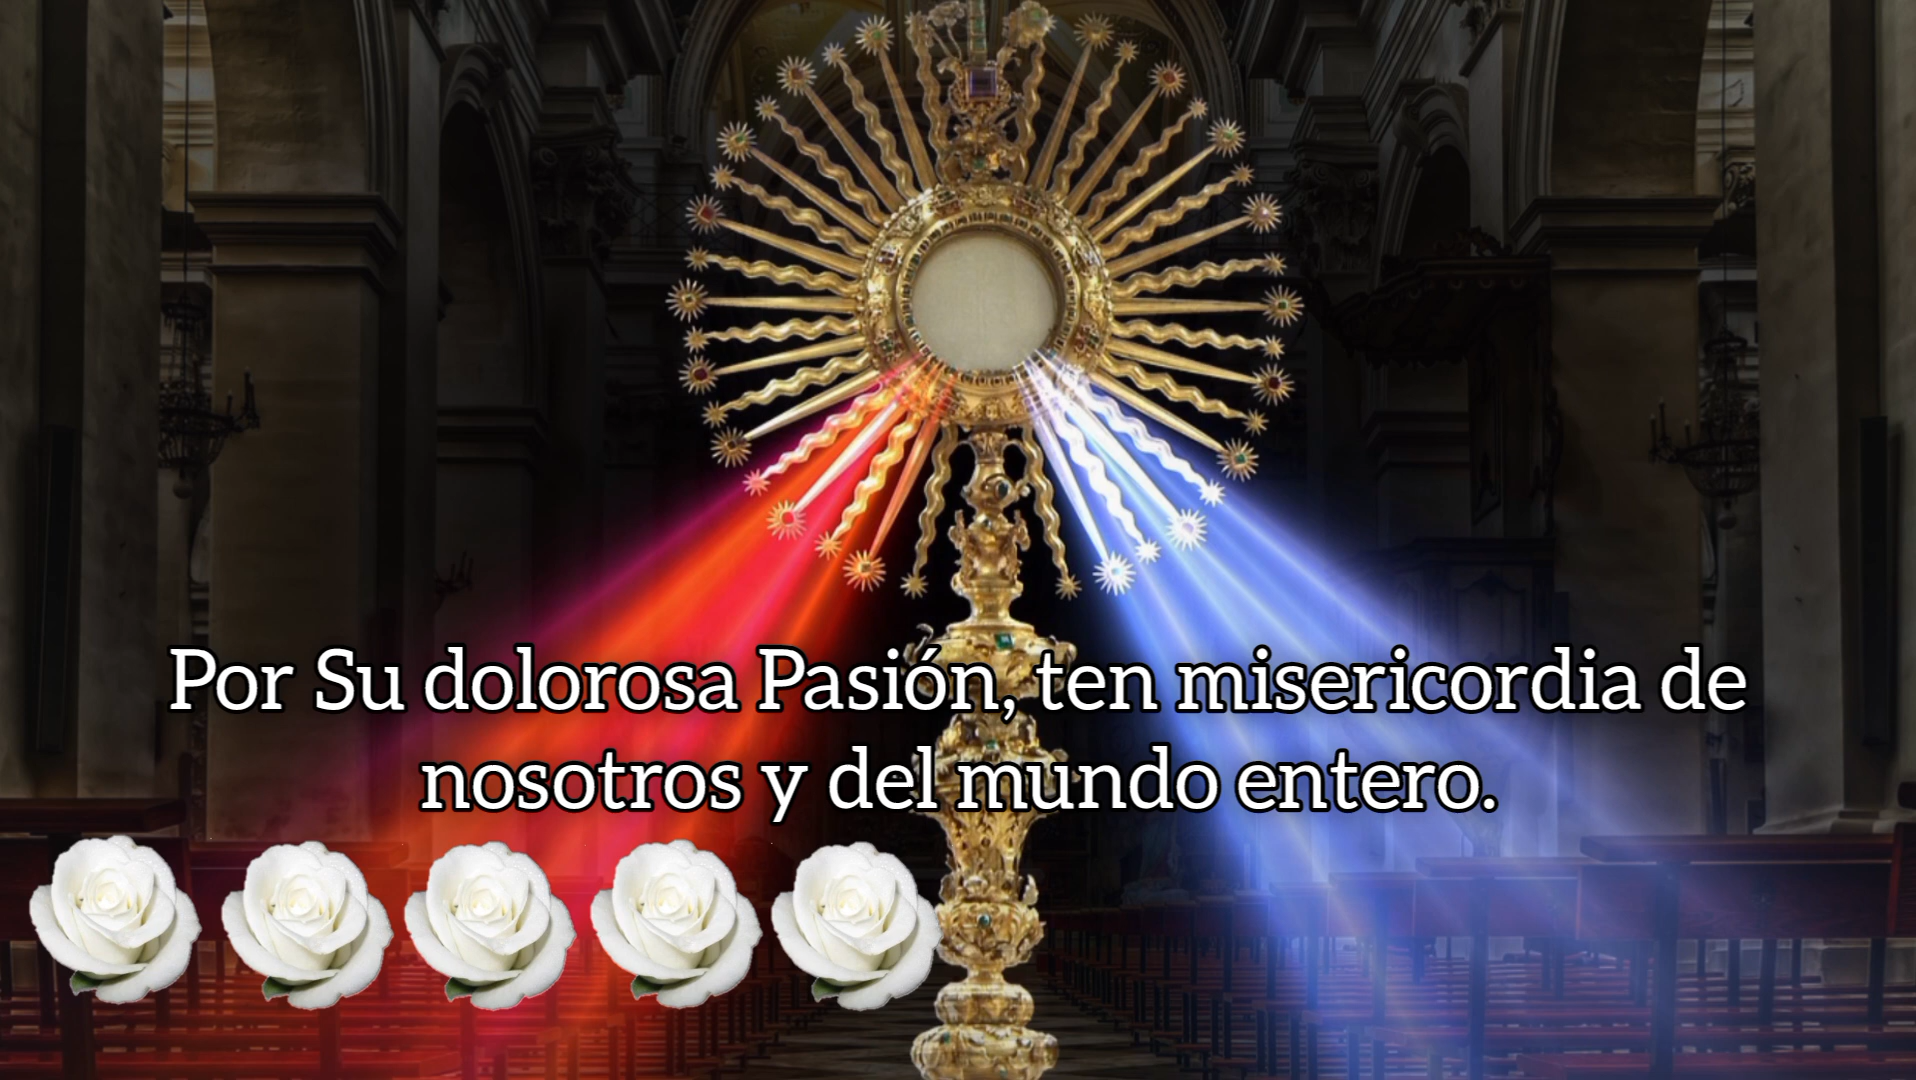 Por Su dolorosa Pasión, ten misericordia de
nosotros y del mundo entero.